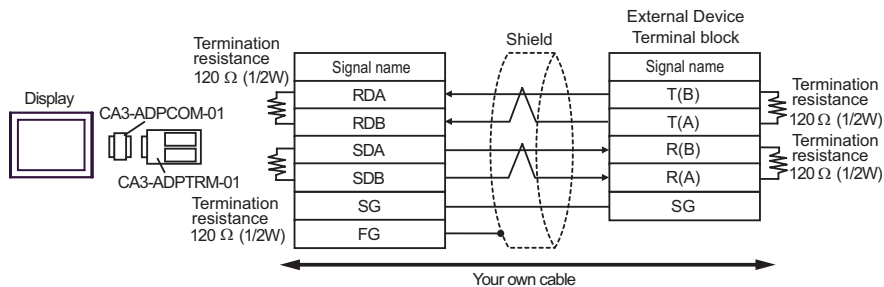 External Device
Terminal block
Shield
Termination
resistance
120 Ω (1/2W)
Signal name
Signal name
Display
CA3-ADPCOM-01
CA3-ADPTRM-01
RDA
T(B)
RDB
T(A)
SDA
R(B)
SDB
R(A)
SG
SG
FG
Termination
resistance
120 Ω (1/2W)
Termination
resistance
120 Ω (1/2W)
Termination
resistance
120 Ω (1/2W)
Your own cable